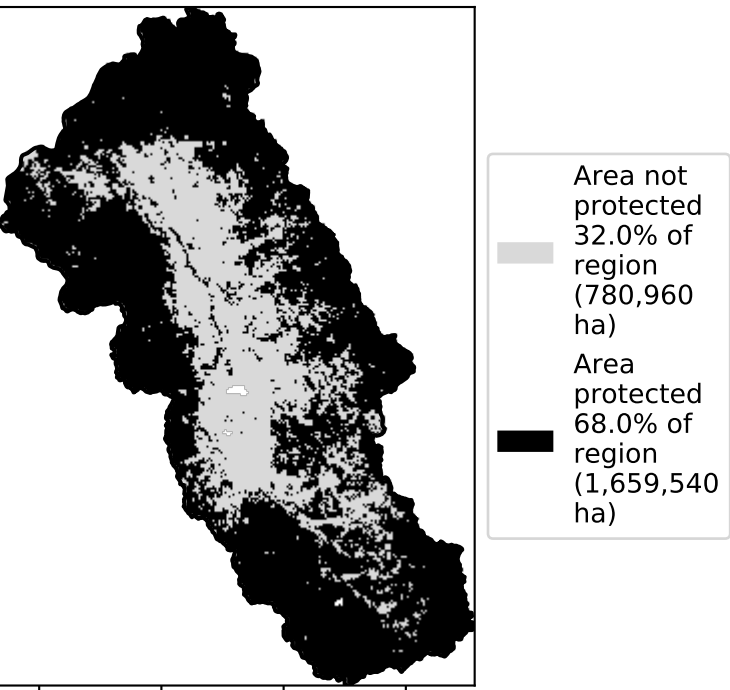 Area not
protected
32.0% of
region
(780,960
ha)
Area
protected
68.0% of
region
(1,659,540
ha)